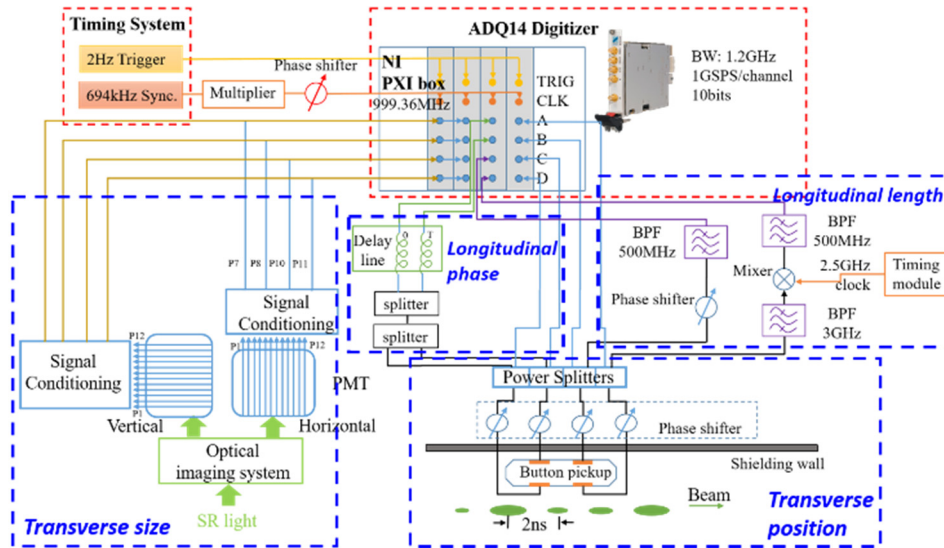 Timing System
2Hz Trigger
694kHz Sync.
Multiplier
Phase shifter
ADQ14 Digitizer
NI
PXI box
999.36MHz
TRIG
CLK
A
B
C
D
BW: 1.2GHz
1GSPS/channel
10bits
Longitudinal length
BPF
500MHz
BPF
500MHz
Mixer
2.5GHz
clock
Timing
module
Phase shifter
BPF
3GHz
Delay
line
Q
I
Longitudinal
phase
splitter
splitter
P7
P8
P10
P11
Signal
Conditioning
P1
P12
Signal
Conditioning
P12
P1
PMT
Vertical
Horizontal
Optical
imaging system
SR light
Transverse size
Power Splitters
Phase shifter
Shielding wall
Button pickup
Beam
2ns
Transverse
position